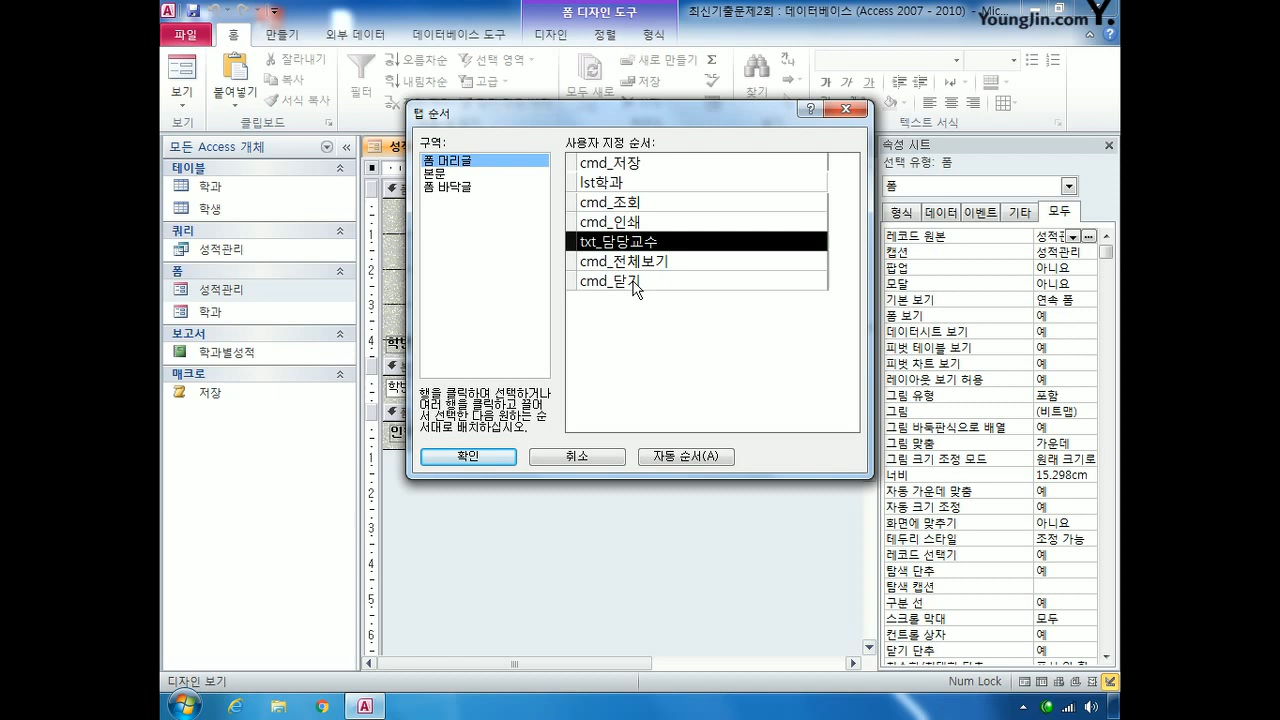 폼 디자인 도구
최신기출문제2회 : 데이터베이스 (Access 2007 - 2010) - Mic..
YoungJin.com Y.
파일
홈
만들기
외부 데이터
데이터베이스 도구
디자인
정렬
형식
보기
붙여넣기
잘라내기
복사
서식 복사
필터
오름차순
내림차순
선택 영역
고급
모두 새로
새로 만들기
저장
찾기
가 가 가
보기
클립보드
텍스트 서식
모든 Access 개체
테이블
학과
학생
쿼리
성적관리
폼
성적관리
학과
보고서
학과별성적
매크로
저장
탭 순서
구역:
폼 머리글
본문
폼 바닥글
사용자 지정 순서:
cmd_저장
lst학과
cmd_조회
cmd_인쇄
txt_담당교수
cmd_전체보기
cmd_닫기
행을 클릭하여 선택하거나
여러 행을 클릭하고 끌어
서 선택한 다음 원하는 순
서대로 배치하십시오.
확인
취소
자동 순서(A)
속성 시트
선택 유형: 폼
폼
형식 데이터 이벤트 기타 모두
레코드 원본 성적관
캡션 성적관리
팝업 아니요
모달 아니요
기본 보기 연속 폼
폼 보기 예
데이터시트 보기 예
피벗 테이블 보기 예
피벗 차트 보기 예
레이아웃 보기 허용 예
그림 유형 포함
그림 (비트맵)
그림 바둑판식으로 배열 예
그림 맞춤 가운데
그림 크기 조정 모드 원래 크기로
너비 15.298cm
자동 가운데 맞춤 예
자동 크기 조정 예
화면에 맞추기 아니요
테두리 스타일 조정 가능
레코드 선택기 예
탐색 단추 예
탐색 캡션
구분 선 예
스크롤 막대 모두
컨트롤 상자 예
닫기 단추 예
디자인 보기
Num Lock